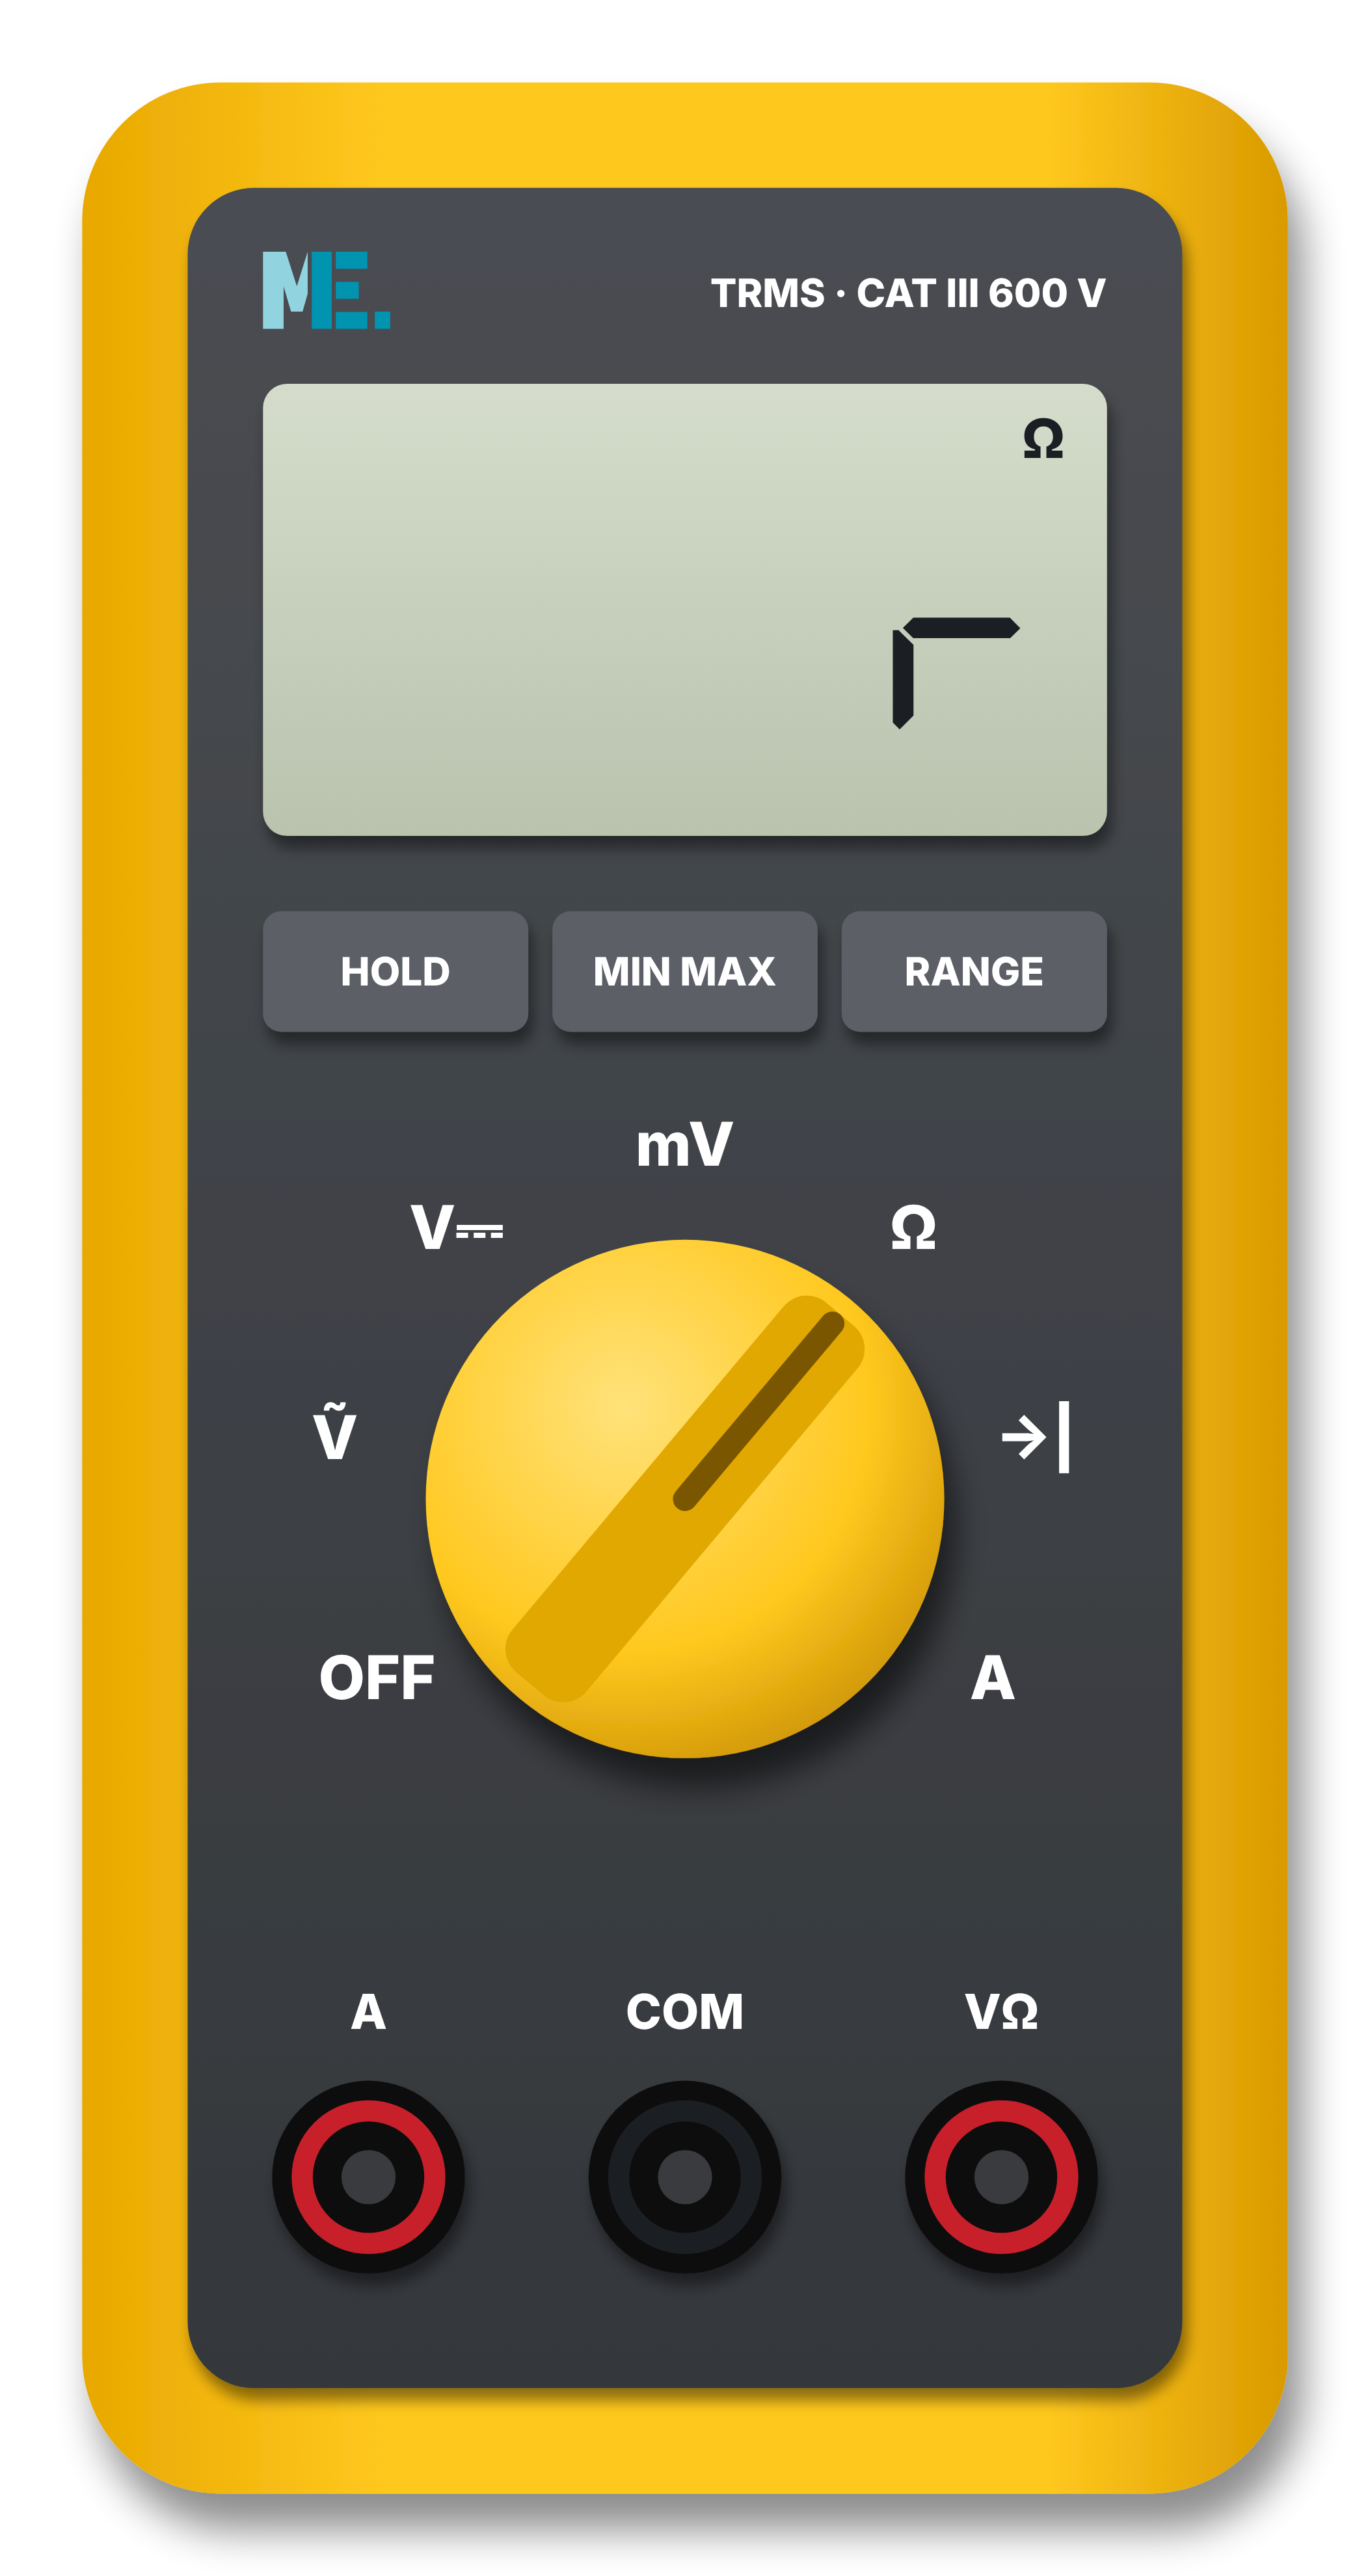 ME.
TRMS · CAT III 600 V
Ω
r
HOLD MIN MAX RANGE
mV
V⎓ Ω
Ṽ
OFF A
A COM VΩ